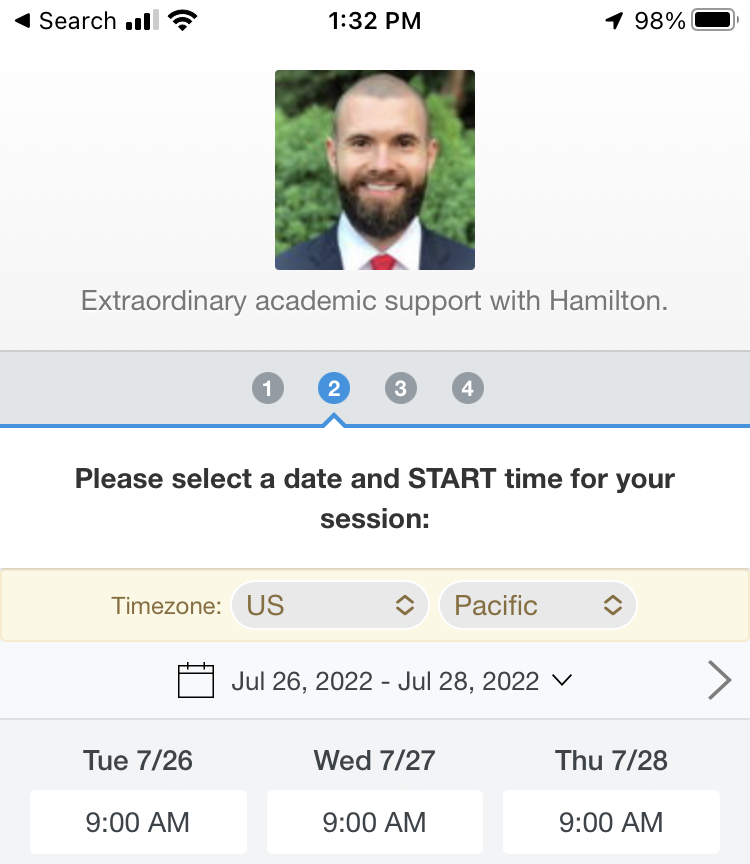 Search 1:32 PM 98%
Extraordinary academic support with Hamilton.
1 2 3 4
Please select a date and START time for your
session:
Timezone: US Pacific
Jul 26, 2022 - Jul 28, 2022
Tue 7/26 Wed 7/27 Thu 7/28
9:00 AM 9:00 AM 9:00 AM